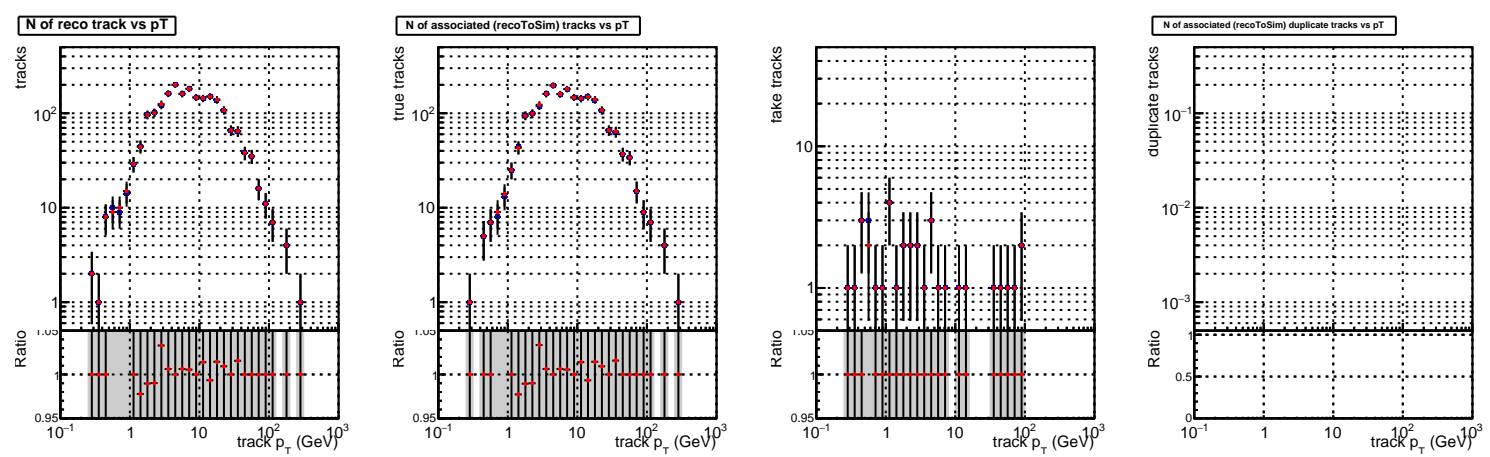 N of reco track vs pT
tracks
10²
10
1
Ratio
1.05
1
0.95
10⁻¹ 1 10 10² 10³
track p_T (GeV)
N of associated (recoToSim) tracks vs pT
true tracks
10²
10
1
Ratio
1.05
1
0.95
10⁻¹ 1 10 10² 10³
track p_T (GeV)
fake tracks
10
1
Ratio
1.05
1
0.95
10⁻¹ 1 10 10² 10³
track p_T (GeV)
N of associated (recoToSim) duplicate tracks vs pT
duplicate tracks
10⁻¹
10⁻²
10⁻³
Ratio
1
0.5
0
10⁻¹ 1 10 10² 10³
track p_T (GeV)